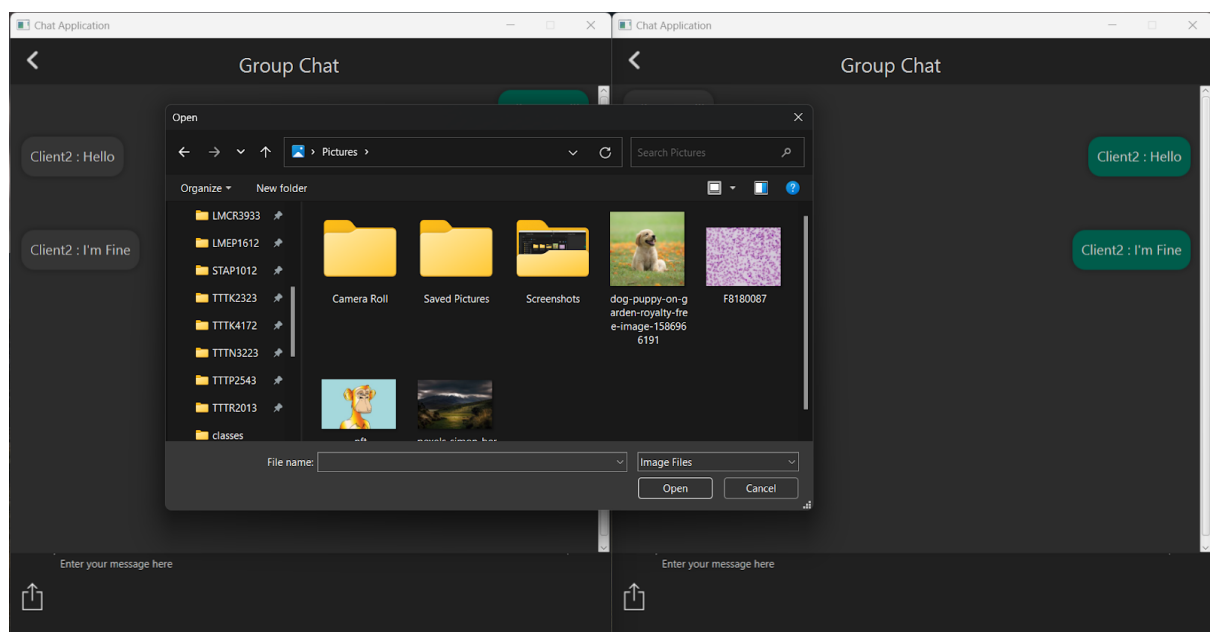 Chat Application
Group Chat
Client2 : Hello
Client2 : I'm Fine
Enter your message here
Open
Pictures
Search Pictures
Organize
New folder
LMCR3933
LMEP1612
STAP1012
TTTK2323
TTTK4172
TTTN3223
TTTP2543
TTTR2013
classes
Camera Roll
Saved Pictures
Screenshots
dog-puppy-on-g
arden-royalty-fre
e-image-158696
6191
F8180087
File name:
Image Files
Open
Cancel
Chat Application
Group Chat
Client2 : Hello
Client2 : I'm Fine
Enter your message here